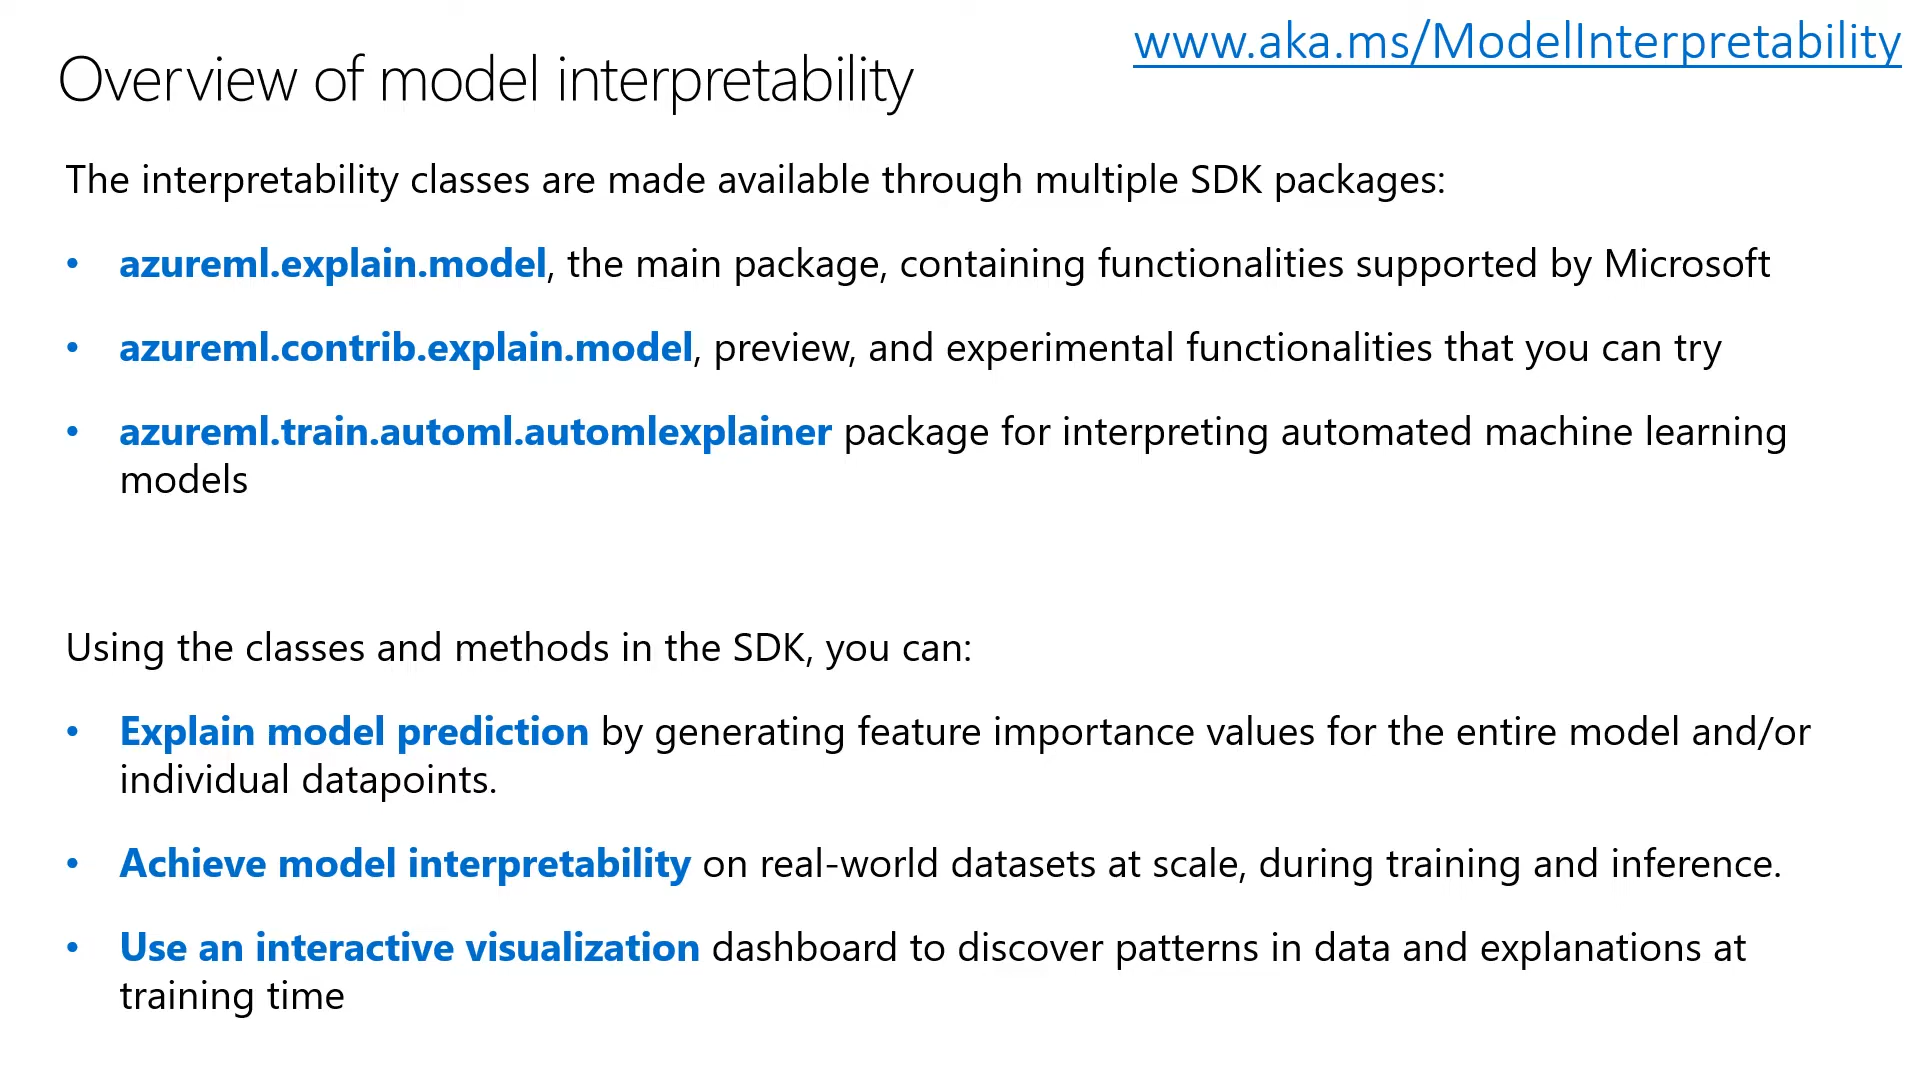 www.aka.ms/ModelInterpretability
Overview of model interpretability
The interpretability classes are made available through multiple SDK packages:
• azureml.explain.model, the main package, containing functionalities supported by Microsoft
• azureml.contrib.explain.model, preview, and experimental functionalities that you can try
• azureml.train.automl.automlexplainer package for interpreting automated machine learning
models
Using the classes and methods in the SDK, you can:
• Explain model prediction by generating feature importance values for the entire model and/or
individual datapoints.
• Achieve model interpretability on real-world datasets at scale, during training and inference.
• Use an interactive visualization dashboard to discover patterns in data and explanations at
training time